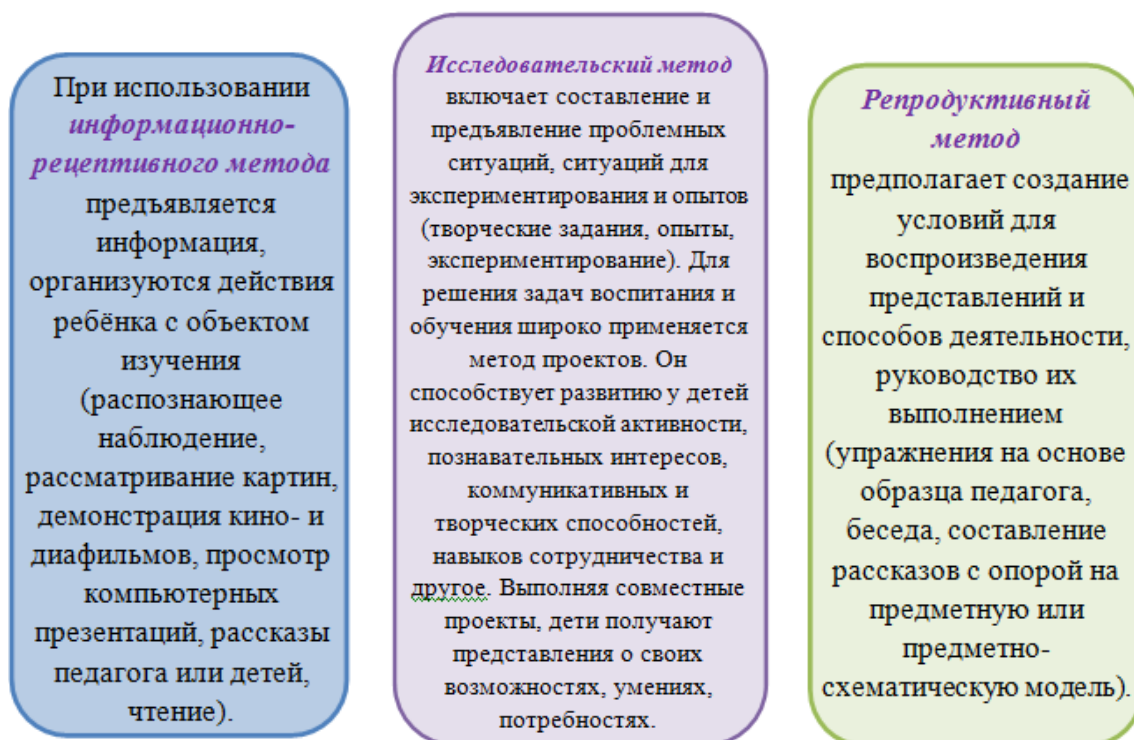 При использовании
информационно-
рецептивного метода
предъявляется
информация,
организуются действия
ребёнка с объектом
изучения
(распознающее
наблюдение,
рассматривание картин,
демонстрация кино- и
диафильмов, просмотр
компьютерных
презентаций, рассказы
педагога или детей,
чтение).
Исследовательский метод
включает составление и
предъявление проблемных
ситуаций, ситуаций для
экспериментирования и опытов
(творческие задания, опыты,
экспериментирование). Для
решения задач воспитания и
обучения широко применяется
метод проектов. Он
способствует развитию у детей
исследовательской активности,
познавательных интересов,
коммуникативных и
творческих способностей,
навыков сотрудничества и
другое. Выполняя совместные
проекты, дети получают
представления о своих
возможностях, умениях,
потребностях.
Репродуктивный
метод
предполагает создание
условий для
воспроизведения
представлений и
способов деятельности,
руководство их
выполнением
(упражнения на основе
образца педагога,
беседа, составление
рассказов с опорой на
предметную или
предметно-
схематическую модель).